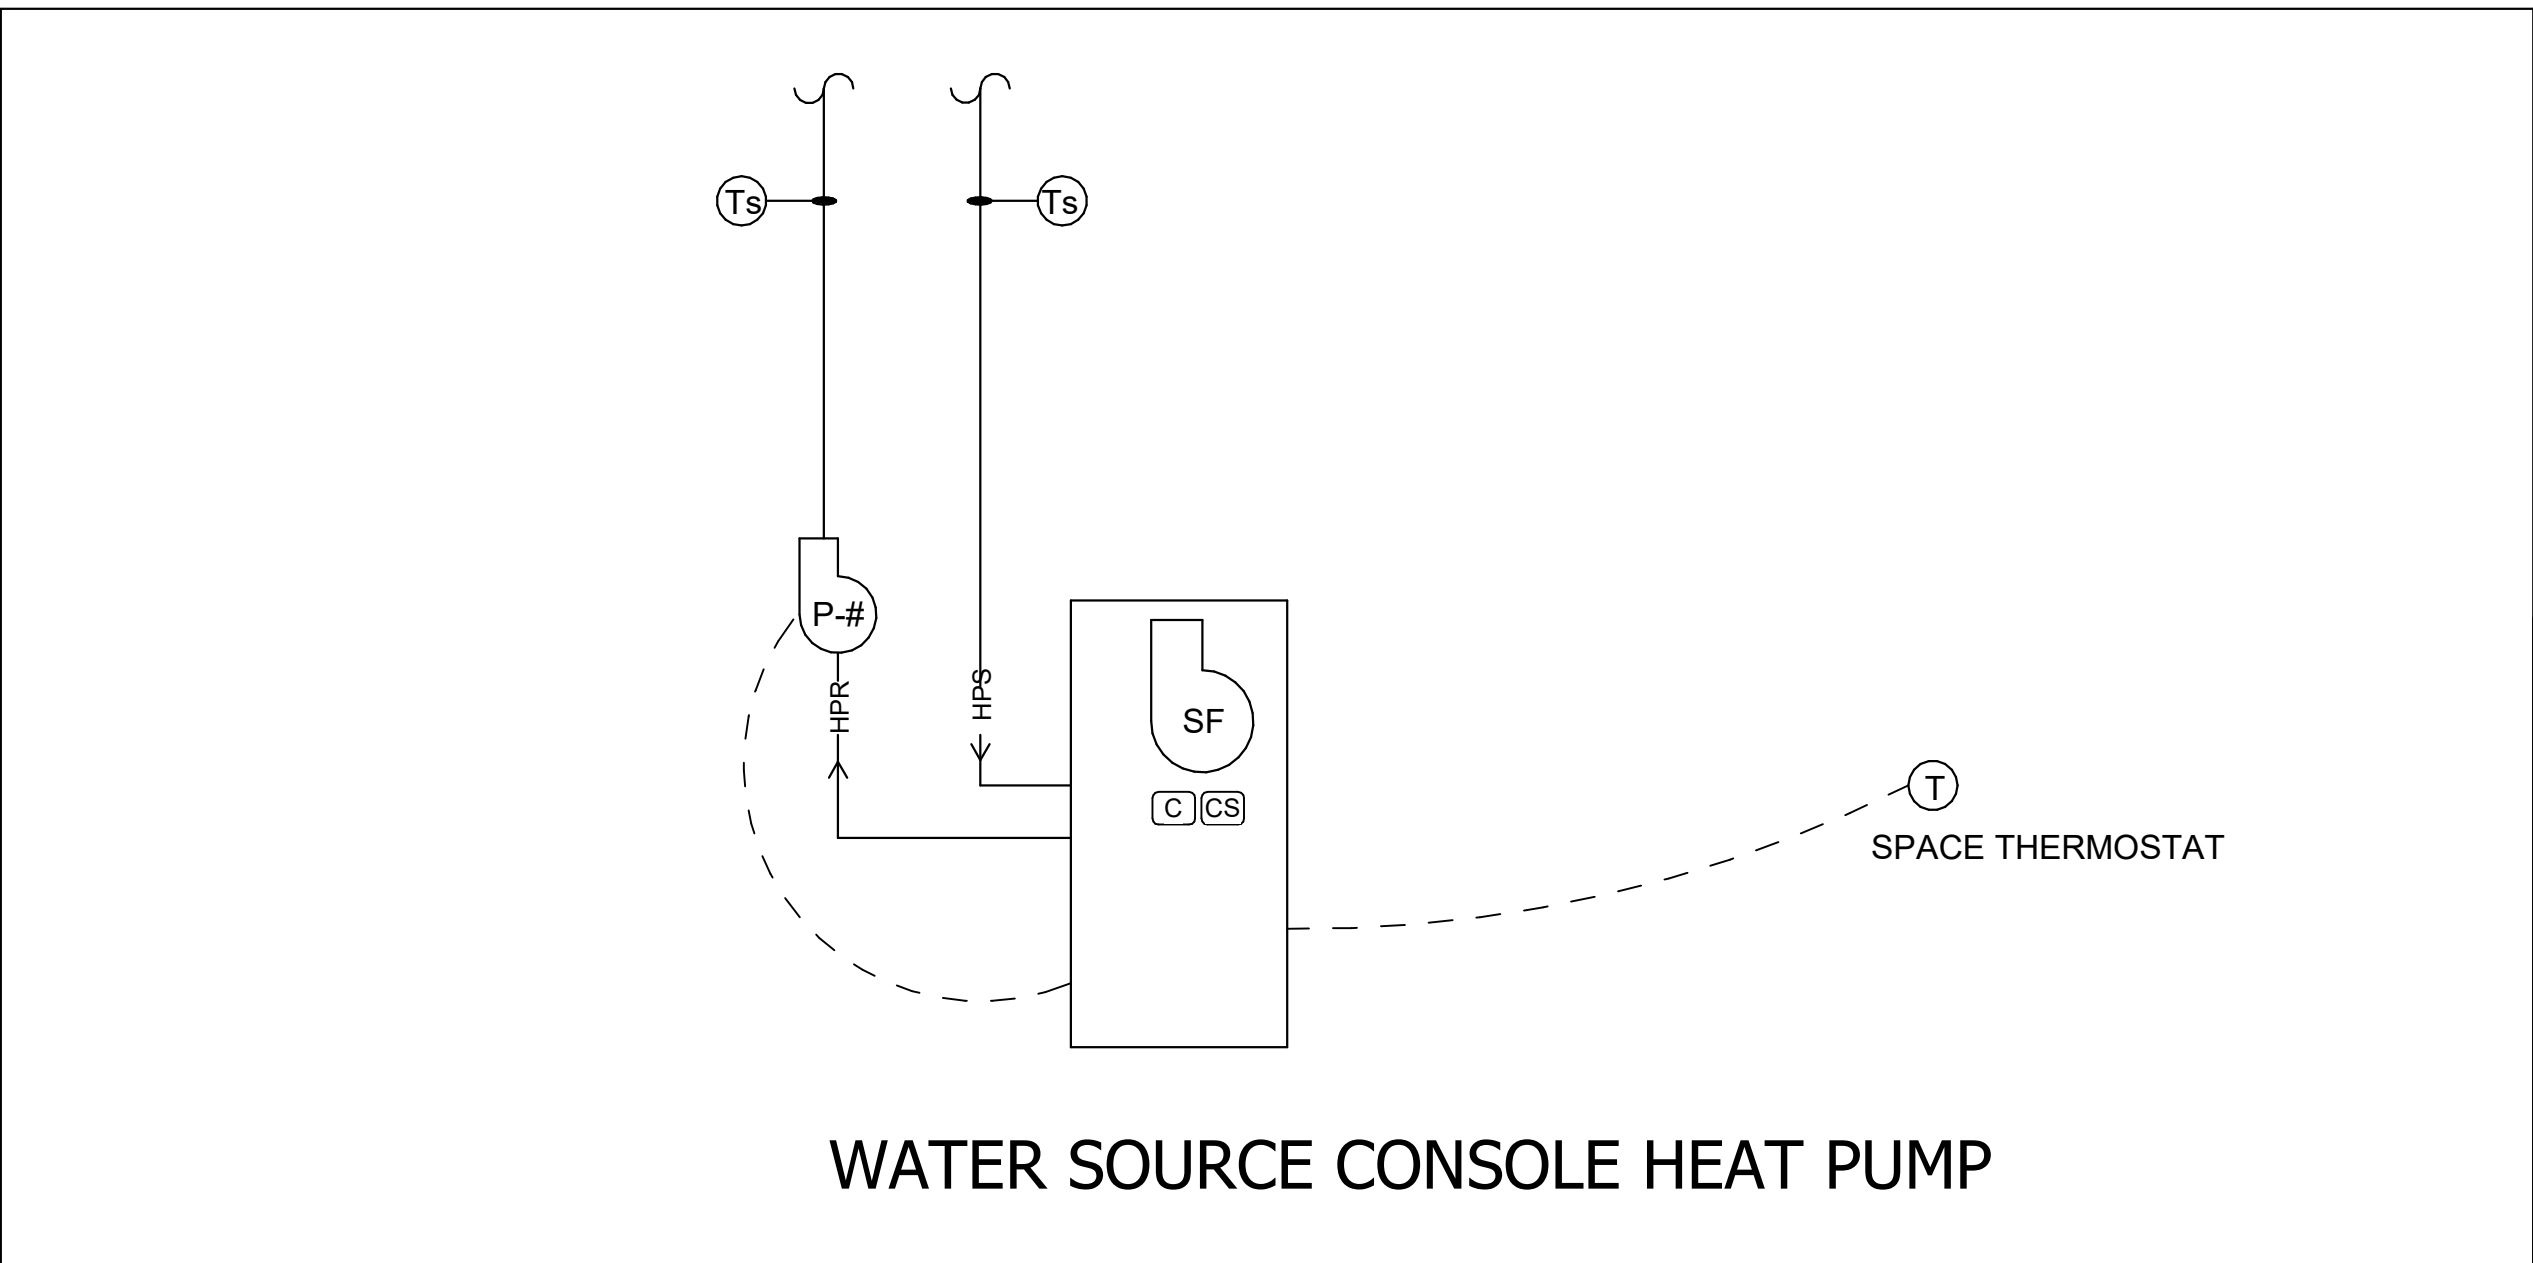 Ts
Ts
P-#
HPR
HPS
SF
C
CS
T
SPACE THERMOSTAT
WATER SOURCE CONSOLE HEAT PUMP